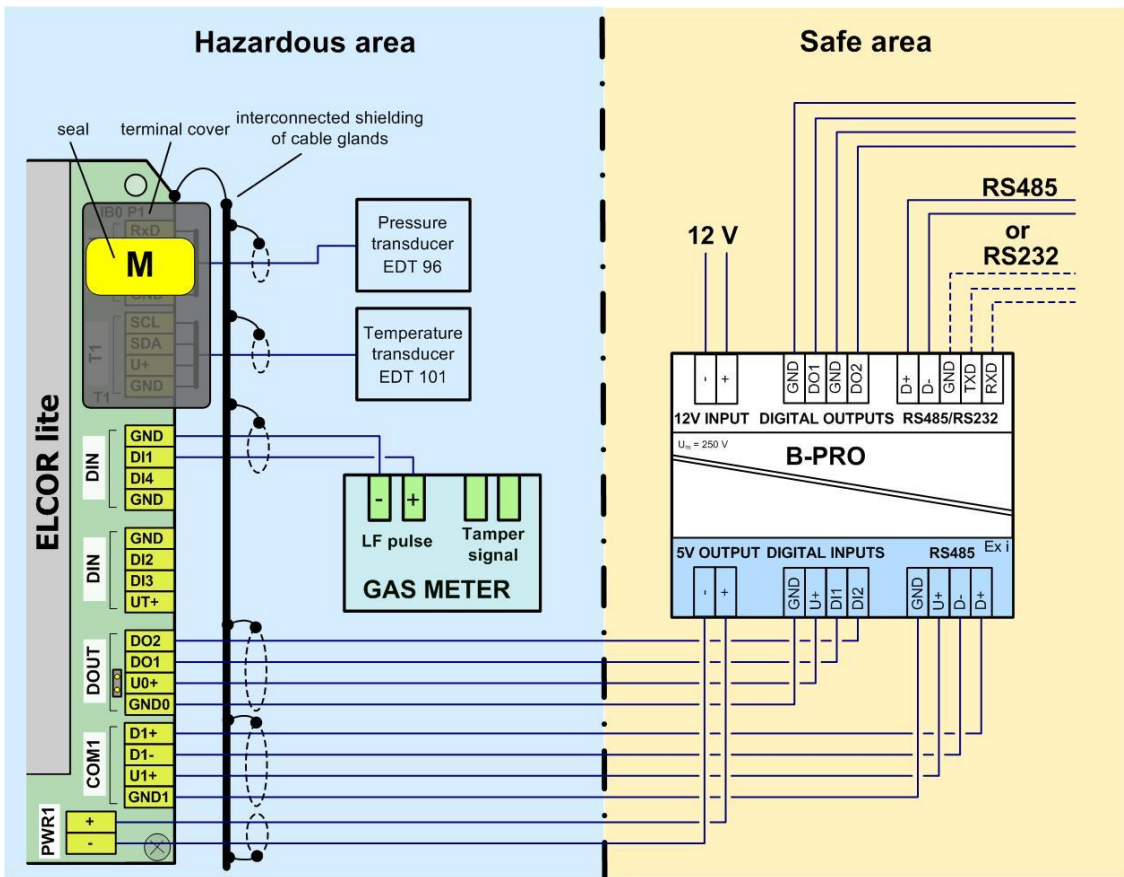 Hazardous area
Safe area
seal
terminal cover
interconnected shielding
of cable glands
P1
RxD
M
GND
SCL
SDA
U+
GND
T1
T1
ELCOR lite
Pressure
transducer
EDT 96
Temperature
transducer
EDT 101
DIN
GND
DI1
DI4
GND
DIN
GND
DI2
DI3
UT+
DOUT
DO2
DO1
U0+
GND0
COM1
D1+
D1-
U1+
GND1
PWR1
+
-
- +
LF pulse
Tamper
signal
GAS METER
RS485
or
RS232
12 V
- +
GND DO1 GND DO2
D+ D- GND TXD RXD
12V INPUT DIGITAL OUTPUTS RS485/RS232
Um = 250 V
B-PRO
Ex i
5V OUTPUT DIGITAL INPUTS RS485
- +
GND U+ DI1 DI2
GND U+ D- D+